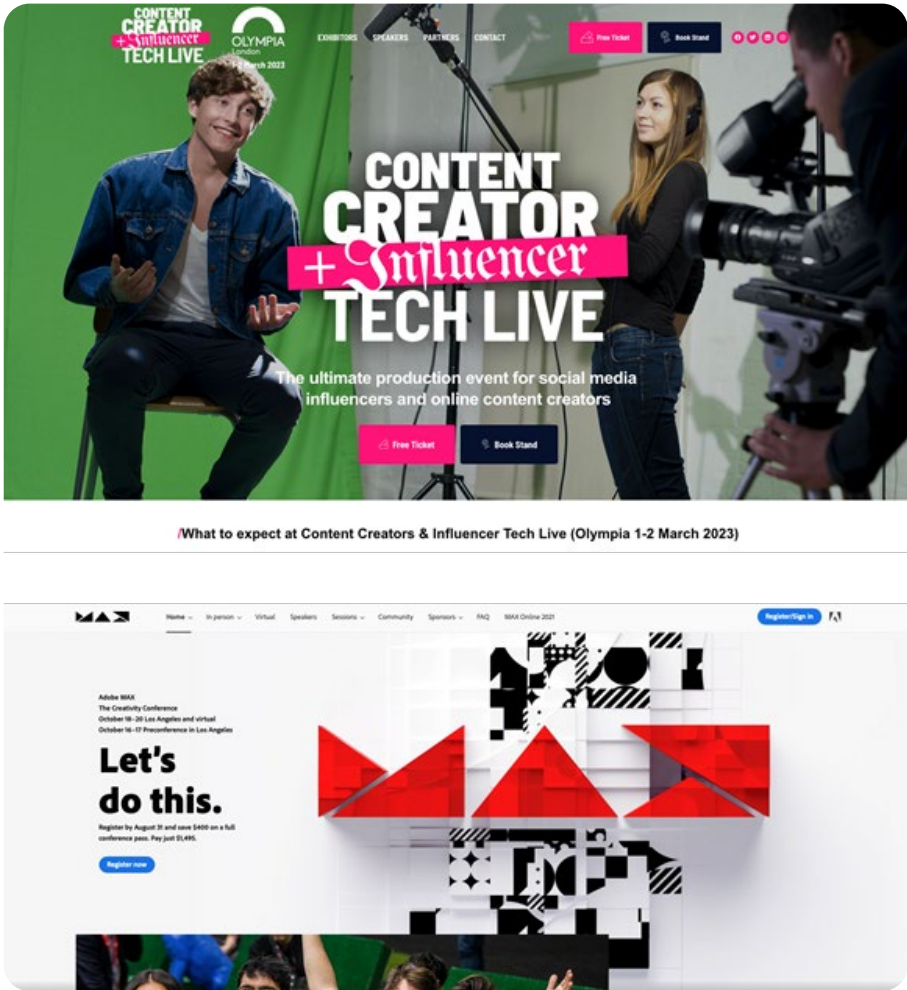 CONTENT
CREATOR
+ Influencer
TECH LIVE
OLYMPIA
London
1-2 March 2023
EXHIBITORS SPEAKERS PARTNERS CONTACT
Free Ticket Book Stand
CONTENT
CREATOR
+ Influencer
TECH LIVE
The ultimate production event for social media
influencers and online content creators
Free Ticket Book Stand
/What to expect at Content Creators & Influencer Tech Live (Olympia 1-2 March 2023)
MAX Home In person Virtual Speakers Sessions Community Sponsors FAQ MAX Online 2021 Register/Sign in
Adobe MAX
The Creativity Conference
October 18–20 Los Angeles and virtual
October 16–17 Preconference in Los Angeles
Let's
do this.
Register by August 31 and save $400 on a full
conference pass. Pay just $1,495.
Register now
MAX